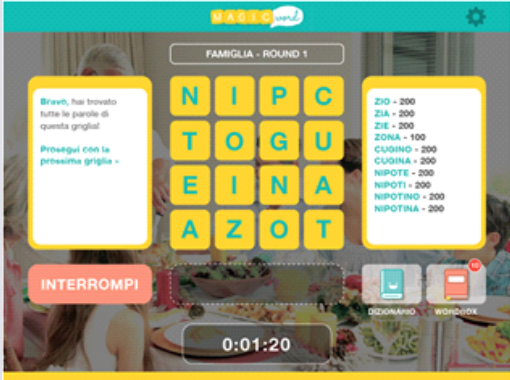 MAGIC word
FAMIGLIA - ROUND 1
Bravo, hai trovato
tutte le parole di
questa griglia!
Prosegui con la
prossima griglia -
N I P C
T O G U
E I N A
A Z O T
ZIO - 200
ZIA - 200
ZIE - 200
ZONA - 100
CUGINO - 200
CUGINA - 200
NIPOTE - 200
NIPOTI - 200
NIPOTINO - 200
NIPOTINA - 200
INTERROMPI
10
DIZIONARIO
WORDBOX
0:01:20